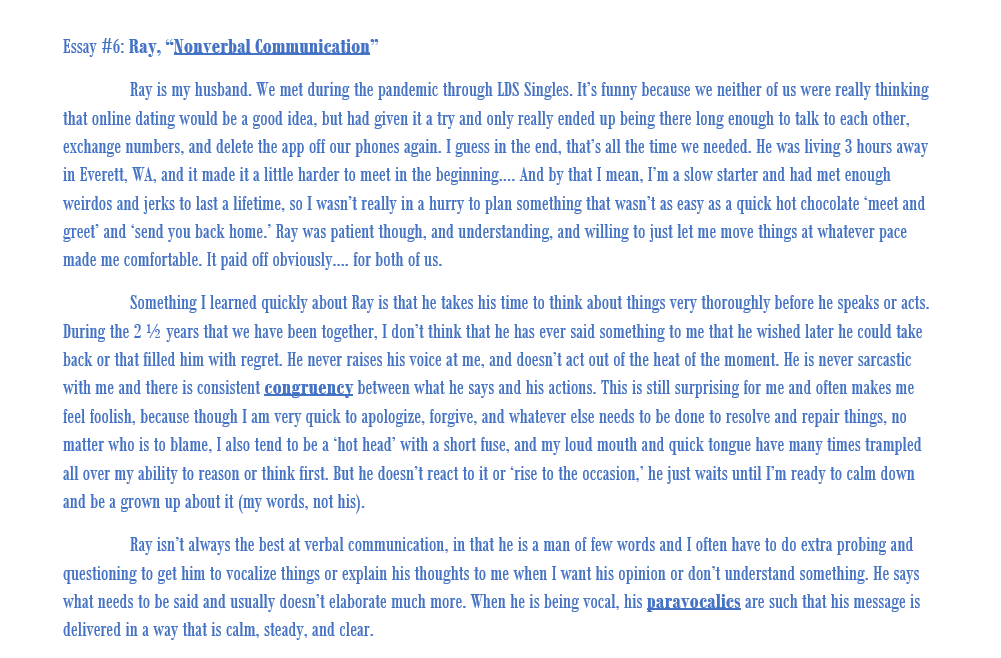 Essay #6: Ray, “Nonverbal Communication”
Ray is my husband. We met during the pandemic through LDS Singles. It’s funny because we neither of us were really thinking
that online dating would be a good idea, but had given it a try and only really ended up being there long enough to talk to each other,
exchange numbers, and delete the app off our phones again. I guess in the end, that’s all the time we needed. He was living 3 hours away
in Everett, WA, and it made it a little harder to meet in the beginning.... And by that I mean, I’m a slow starter and had met enough
weirdos and jerks to last a lifetime, so I wasn’t really in a hurry to plan something that wasn’t as easy as a quick hot chocolate ‘meet and
greet’ and ‘send you back home.’ Ray was patient though, and understanding, and willing to just let me move things at whatever pace
made me comfortable. It paid off obviously.... for both of us.
Something I learned quickly about Ray is that he takes his time to think about things very thoroughly before he speaks or acts.
During the 2 ½ years that we have been together, I don’t think that he has ever said something to me that he wished later he could take
back or that filled him with regret. He never raises his voice at me, and doesn’t act out of the heat of the moment. He is never sarcastic
with me and there is consistent congruency between what he says and his actions. This is still surprising for me and often makes me
feel foolish, because though I am very quick to apologize, forgive, and whatever else needs to be done to resolve and repair things, no
matter who is to blame, I also tend to be a ‘hot head’ with a short fuse, and my loud mouth and quick tongue have many times trampled
all over my ability to reason or think first. But he doesn’t react to it or ‘rise to the occasion,’ he just waits until I’m ready to calm down
and be a grown up about it (my words, not his).
Ray isn’t always the best at verbal communication, in that he is a man of few words and I often have to do extra probing and
questioning to get him to vocalize things or explain his thoughts to me when I want his opinion or don’t understand something. He says
what needs to be said and usually doesn’t elaborate much more. When he is being vocal, his paravocalics are such that his message is
delivered in a way that is calm, steady, and clear.